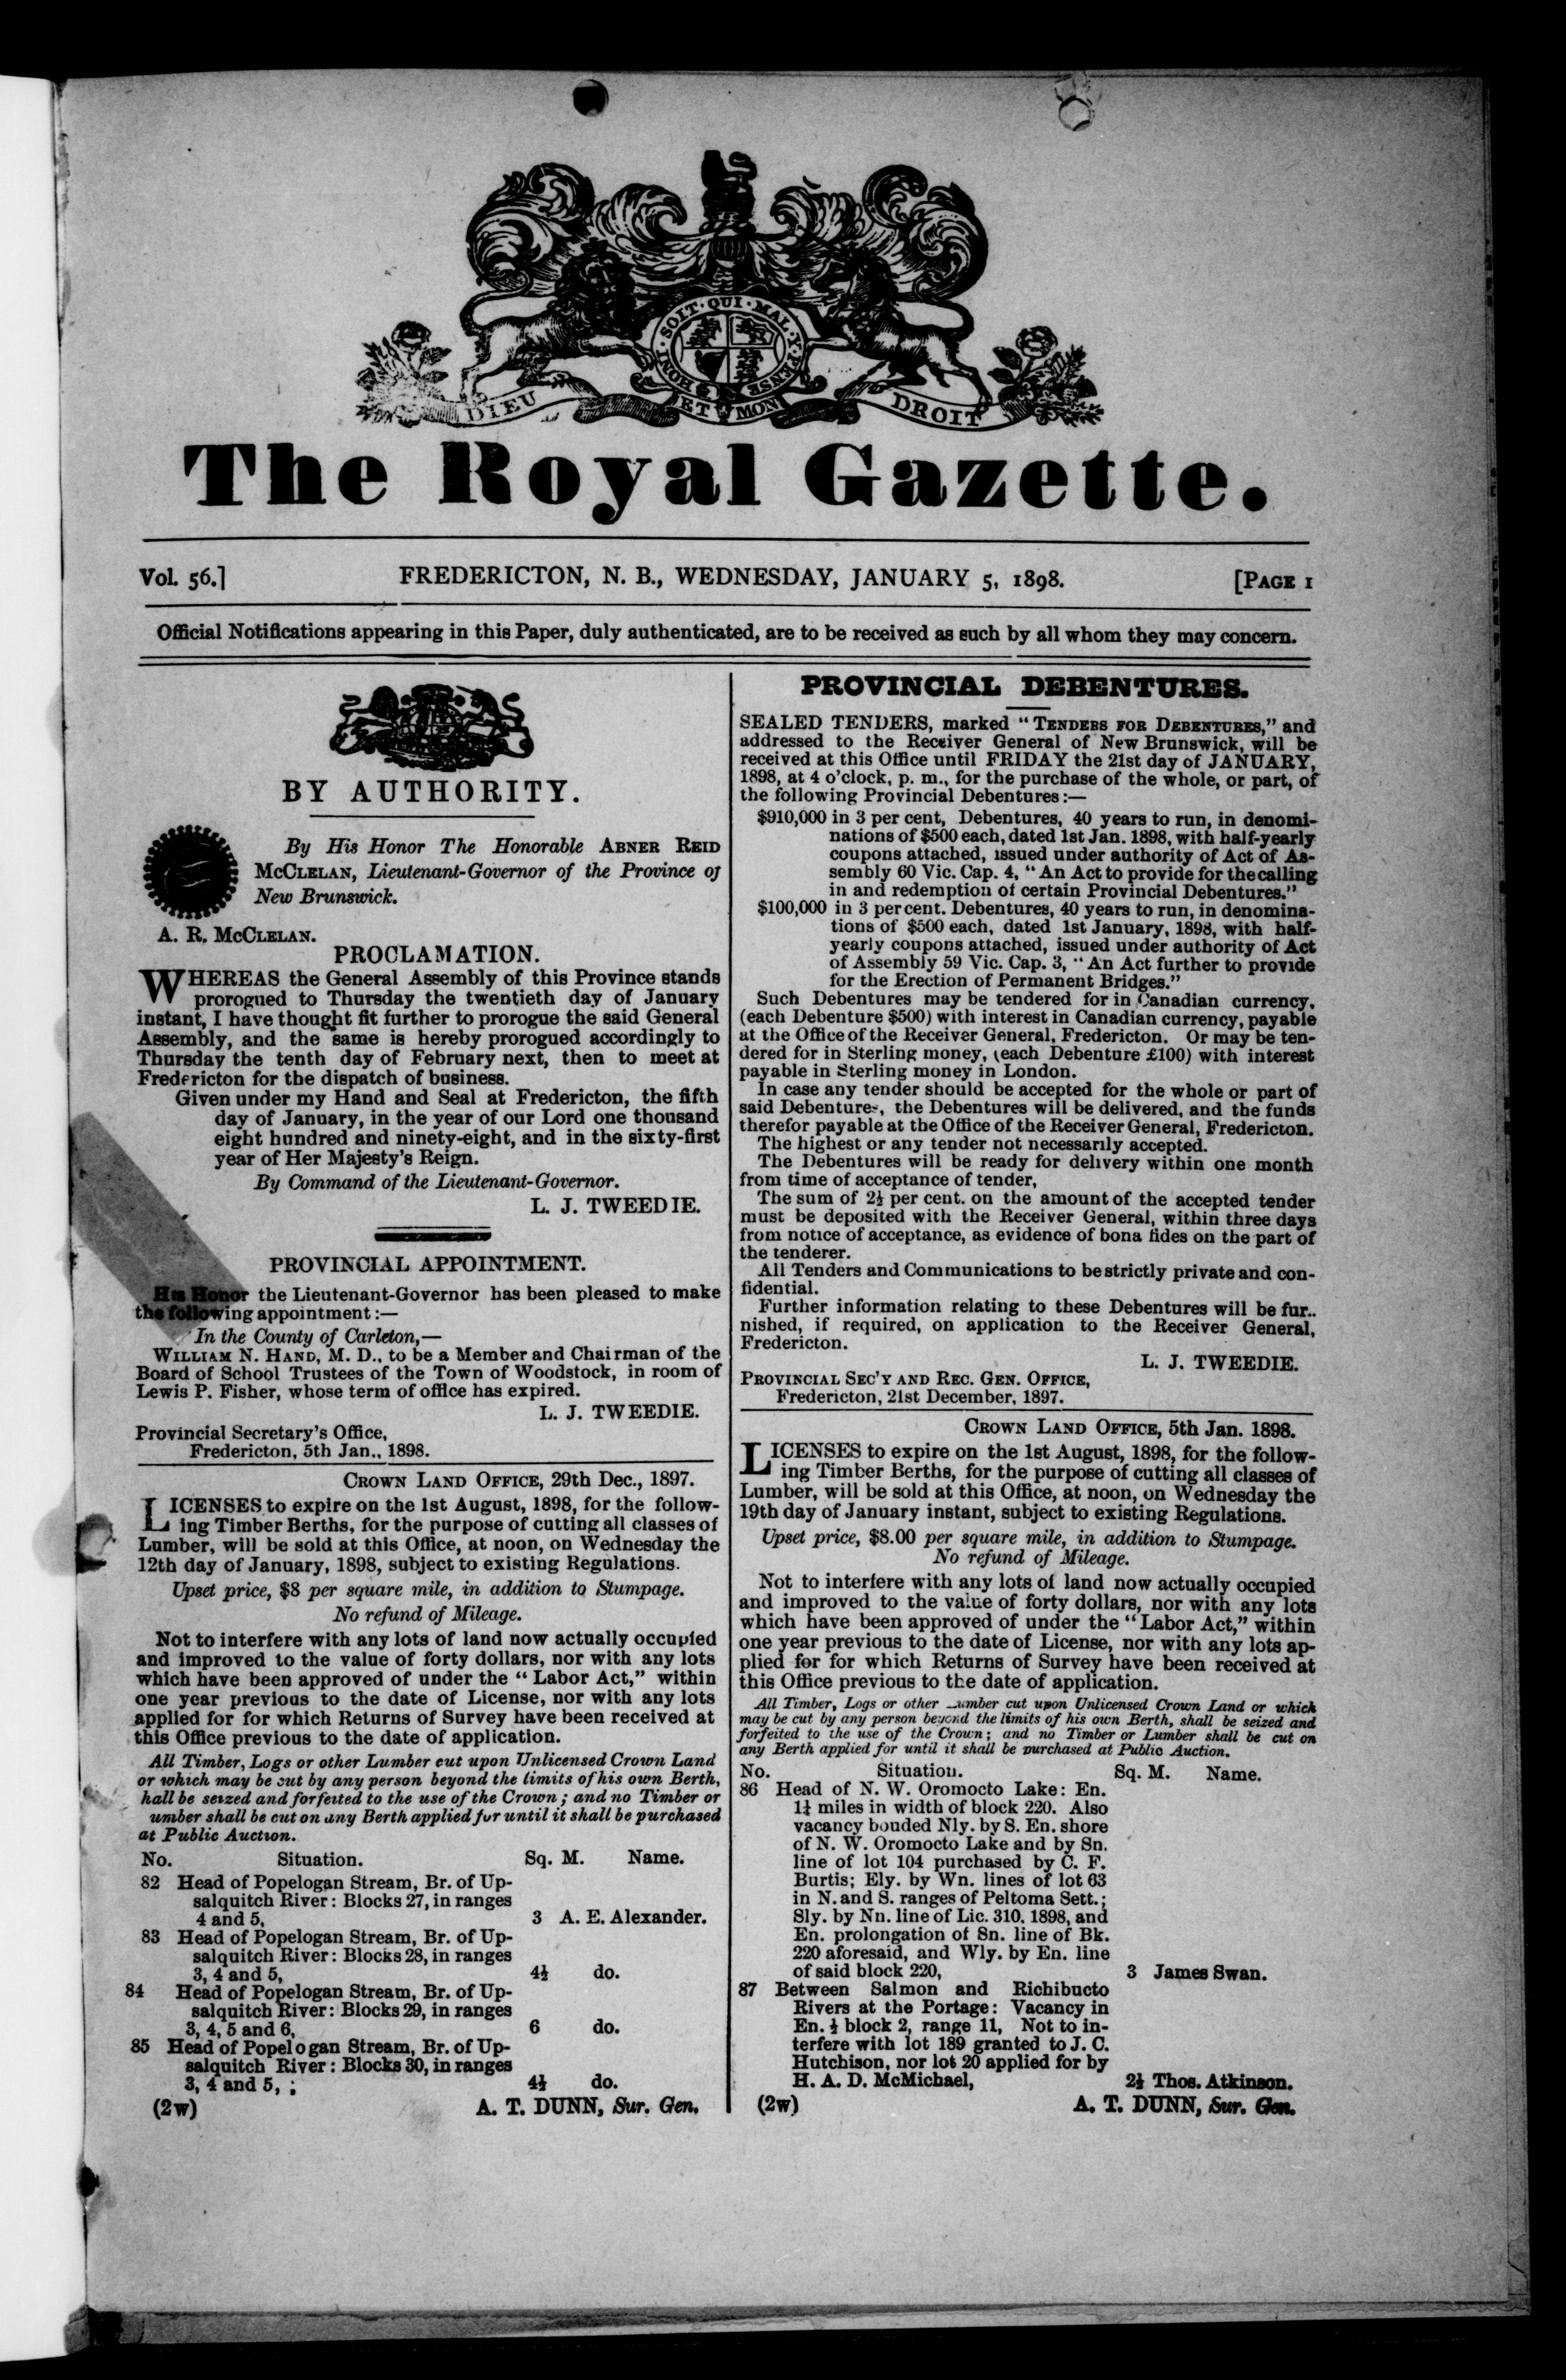 HONI · SOIT · QUI · MAL · Y · PENSE
DIEU ET MON DROIT
The Royal Gazette.
Vol. 56.]
FREDERICTON, N. B., WEDNESDAY, JANUARY 5, 1898.
[PAGE 1
Official Notifications appearing in this Paper, duly authenticated, are to be received as such by all whom they may concern.
BY AUTHORITY.
By His Honor The Honorable ABNER REID
MCCLELAN, Lieutenant-Governor of the Province of
New Brunswick.
A. R. MCCLELAN.
PROCLAMATION.
WHEREAS the General Assembly of this Province stands
prorogued to Thursday the twentieth day of January
instant, I have thought fit further to prorogue the said General
Assembly, and the same is hereby prorogued accordingly to
Thursday the tenth day of February next, then to meet at
Fredericton for the dispatch of business.
Given under my Hand and Seal at Fredericton, the fifth
day of January, in the year of our Lord one thousand
eight hundred and ninety-eight, and in the sixty-first
year of Her Majesty's Reign.
By Command of the Lieutenant-Governor.
L. J. TWEEDIE.
PROVINCIAL APPOINTMENT.
His Honor the Lieutenant-Governor has been pleased to make
the following appointment:—
In the County of Carleton,—
WILLIAM N. HAND, M. D., to be a Member and Chairman of the
Board of School Trustees of the Town of Woodstock, in room of
Lewis P. Fisher, whose term of office has expired.
L. J. TWEEDIE.
Provincial Secretary's Office,
Fredericton, 5th Jan., 1898.
CROWN LAND OFFICE, 29th Dec., 1897.
LICENSES to expire on the 1st August, 1898, for the follow-
ing Timber Berths, for the purpose of cutting all classes of
Lumber, will be sold at this Office, at noon, on Wednesday the
12th day of January, 1898, subject to existing Regulations.
Upset price, $8 per square mile, in addition to Stumpage.
No refund of Mileage.
Not to interfere with any lots of land now actually occupied
and improved to the value of forty dollars, nor with any lots
which have been approved of under the "Labor Act," within
one year previous to the date of License, nor with any lots
applied for for which Returns of Survey have been received at
this Office previous to the date of application.
All Timber, Logs or other Lumber cut upon Unlicensed Crown Land
or which may be cut by any person beyond the limits of his own Berth,
hall be seized and forfeited to the use of the Crown; and no Timber or
umber shall be cut on any Berth applied for until it shall be purchased
at Public Auction.
No. Situation. Sq. M. Name.
82 Head of Popelogan Stream, Br. of Up-
salquitch River: Blocks 27, in ranges
4 and 5, 3 A. E. Alexander.
83 Head of Popelogan Stream, Br. of Up-
salquitch River: Blocks 28, in ranges
3, 4 and 5, 4½ do.
84 Head of Popelogan Stream, Br. of Up-
salquitch River: Blocks 29, in ranges
3, 4, 5 and 6, 6 do.
85 Head of Popelogan Stream, Br. of Up-
salquitch River: Blocks 30, in ranges
3, 4 and 5, ; 4½ do.
(2w) A. T. DUNN, Sur. Gen.
PROVINCIAL DEBENTURES.
SEALED TENDERS, marked "TENDERS FOR DEBENTURES," and
addressed to the Receiver General of New Brunswick, will be
received at this Office until FRIDAY the 21st day of JANUARY,
1898, at 4 o'clock, p. m., for the purchase of the whole, or part, of
the following Provincial Debentures:—
$910,000 in 3 per cent, Debentures, 40 years to run, in denomi-
nations of $500 each, dated 1st Jan. 1898, with half-yearly
coupons attached, issued under authority of Act of As-
sembly 60 Vic. Cap. 4, "An Act to provide for the calling
in and redemption of certain Provincial Debentures."
$100,000 in 3 per cent. Debentures, 40 years to run, in denomina-
tions of $500 each, dated 1st January, 1898, with half-
yearly coupons attached, issued under authority of Act
of Assembly 59 Vic. Cap. 3, "An Act further to provide
for the Erection of Permanent Bridges."
Such Debentures may be tendered for in Canadian currency,
(each Debenture $500) with interest in Canadian currency, payable
at the Office of the Receiver General, Fredericton. Or may be ten-
dered for in Sterling money, (each Debenture £100) with interest
payable in Sterling money in London.
In case any tender should be accepted for the whole or part of
said Debentures, the Debentures will be delivered, and the funds
therefor payable at the Office of the Receiver General, Fredericton.
The highest or any tender not necessarily accepted.
The Debentures will be ready for delivery within one month
from time of acceptance of tender,
The sum of 2½ per cent. on the amount of the accepted tender
must be deposited with the Receiver General, within three days
from notice of acceptance, as evidence of bona fides on the part of
the tenderer.
All Tenders and Communications to be strictly private and con-
fidential.
Further information relating to these Debentures will be fur..
nished, if required, on application to the Receiver General,
Fredericton.
L. J. TWEEDIE.
PROVINCIAL SEC'Y AND REC. GEN. OFFICE,
Fredericton, 21st December, 1897.
CROWN LAND OFFICE, 5th Jan. 1898.
LICENSES to expire on the 1st August, 1898, for the follow-
ing Timber Berths, for the purpose of cutting all classes of
Lumber, will be sold at this Office, at noon, on Wednesday the
19th day of January instant, subject to existing Regulations.
Upset price, $8.00 per square mile, in addition to Stumpage.
No refund of Mileage.
Not to interfere with any lots of land now actually occupied
and improved to the value of forty dollars, nor with any lots
which have been approved of under the "Labor Act," within
one year previous to the date of License, nor with any lots ap-
plied for for which Returns of Survey have been received at
this Office previous to the date of application.
All Timber, Logs or other Lumber cut upon Unlicensed Crown Land or which
may be cut by any person beyond the limits of his own Berth, shall be seized and
forfeited to the use of the Crown; and no Timber or Lumber shall be cut on
any Berth applied for until it shall be purchased at Public Auction.
No. Situation. Sq. M. Name.
86 Head of N. W. Oromocto Lake: En.
1¼ miles in width of block 220. Also
vacancy bouded Nly. by S. En. shore
of N. W. Oromocto Lake and by Sn.
line of lot 104 purchased by C. F.
Burtis; Ely. by Wn. lines of lot 63
in N. and S. ranges of Peltoma Sett.;
Sly. by Nn. line of Lic. 310. 1898, and
En. prolongation of Sn. line of Bk.
220 aforesaid, and Wly. by En. line
of said block 220, 3 James Swan.
87 Between Salmon and Richibucto
Rivers at the Portage: Vacancy in
En. ½ block 2, range 11, Not to in-
terfere with lot 189 granted to J. C.
Hutchison, nor lot 20 applied for by
H. A. D. McMichael, 2½ Thos. Atkinson.
(2w) A. T. DUNN, Sur. Gen.